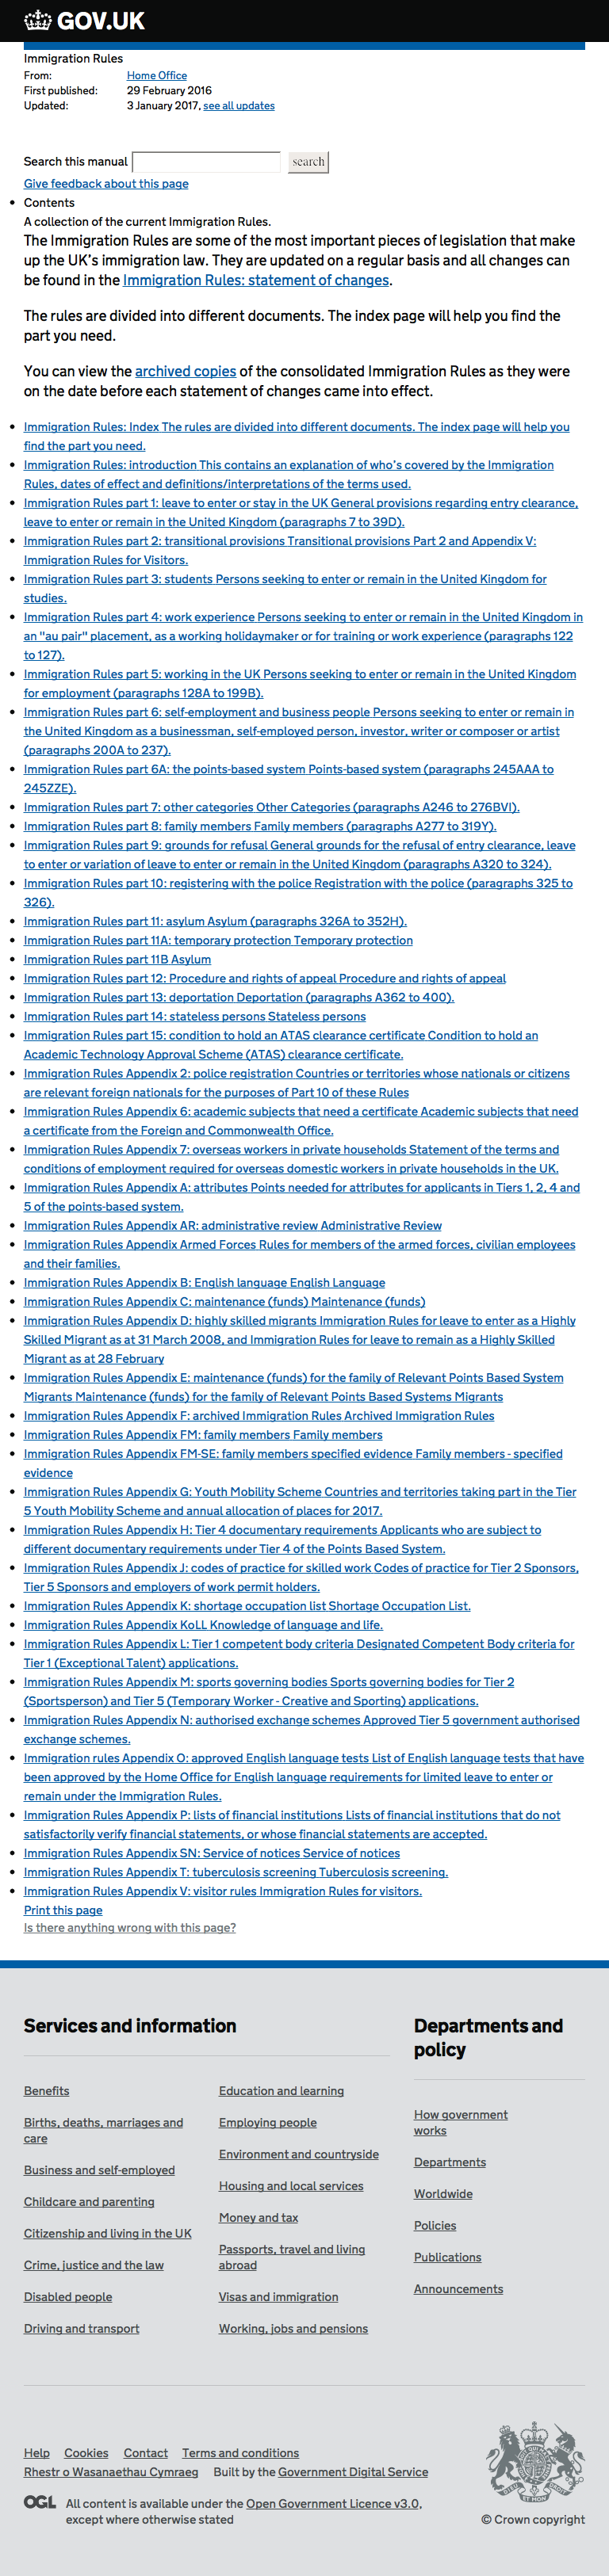 GOV.UK
Immigration Rules
From: Home Office
First published: 29 February 2016
Updated: 3 January 2017, see all updates
Search this manual search
Give feedback about this page
Contents
A collection of the current Immigration Rules.
The Immigration Rules are some of the most important pieces of legislation that make
up the UK's immigration law. They are updated on a regular basis and all changes can
be found in the Immigration Rules: statement of changes.
The rules are divided into different documents. The index page will help you find the
part you need.
You can view the archived copies of the consolidated Immigration Rules as they were
on the date before each statement of changes came into effect.
Immigration Rules: Index The rules are divided into different documents. The index page will help you
find the part you need.
Immigration Rules: introduction This contains an explanation of who's covered by the Immigration
Rules, dates of effect and definitions/interpretations of the terms used.
Immigration Rules part 1: leave to enter or stay in the UK General provisions regarding entry clearance,
leave to enter or remain in the United Kingdom (paragraphs 7 to 39D).
Immigration Rules part 2: transitional provisions Transitional provisions Part 2 and Appendix V:
Immigration Rules for Visitors.
Immigration Rules part 3: students Persons seeking to enter or remain in the United Kingdom for
studies.
Immigration Rules part 4: work experience Persons seeking to enter or remain in the United Kingdom in
an "au pair" placement, as a working holidaymaker or for training or work experience (paragraphs 122
to 127).
Immigration Rules part 5: working in the UK Persons seeking to enter or remain in the United Kingdom
for employment (paragraphs 128A to 199B).
Immigration Rules part 6: self-employment and business people Persons seeking to enter or remain in
the United Kingdom as a businessman, self-employed person, investor, writer or composer or artist
(paragraphs 200A to 237).
Immigration Rules part 6A: the points-based system Points-based system (paragraphs 245AAA to
245ZZE).
Immigration Rules part 7: other categories Other Categories (paragraphs A246 to 276BVI).
Immigration Rules part 8: family members Family members (paragraphs A277 to 319Y).
Immigration Rules part 9: grounds for refusal General grounds for the refusal of entry clearance, leave
to enter or variation of leave to enter or remain in the United Kingdom (paragraphs A320 to 324).
Immigration Rules part 10: registering with the police Registration with the police (paragraphs 325 to
326).
Immigration Rules part 11: asylum Asylum (paragraphs 326A to 352H).
Immigration Rules part 11A: temporary protection Temporary protection
Immigration Rules part 11B Asylum
Immigration Rules part 12: Procedure and rights of appeal Procedure and rights of appeal
Immigration Rules part 13: deportation Deportation (paragraphs A362 to 400).
Immigration Rules part 14: stateless persons Stateless persons
Immigration Rules part 15: condition to hold an ATAS clearance certificate Condition to hold an
Academic Technology Approval Scheme (ATAS) clearance certificate.
Immigration Rules Appendix 2: police registration Countries or territories whose nationals or citizens
are relevant foreign nationals for the purposes of Part 10 of these Rules
Immigration Rules Appendix 6: academic subjects that need a certificate Academic subjects that need
a certificate from the Foreign and Commonwealth Office.
Immigration Rules Appendix 7: overseas workers in private households Statement of the terms and
conditions of employment required for overseas domestic workers in private households in the UK.
Immigration Rules Appendix A: attributes Points needed for attributes for applicants in Tiers 1, 2, 4 and
5 of the points-based system.
Immigration Rules Appendix AR: administrative review Administrative Review
Immigration Rules Appendix Armed Forces Rules for members of the armed forces, civilian employees
and their families.
Immigration Rules Appendix B: English language English Language
Immigration Rules Appendix C: maintenance (funds) Maintenance (funds)
Immigration Rules Appendix D: highly skilled migrants Immigration Rules for leave to enter as a Highly
Skilled Migrant as at 31 March 2008, and Immigration Rules for leave to remain as a Highly Skilled
Migrant as at 28 February
Immigration Rules Appendix E: maintenance (funds) for the family of Relevant Points Based System
Migrants Maintenance (funds) for the family of Relevant Points Based Systems Migrants
Immigration Rules Appendix F: archived Immigration Rules Archived Immigration Rules
Immigration Rules Appendix FM: family members Family members
Immigration Rules Appendix FM-SE: family members specified evidence Family members - specified
evidence
Immigration Rules Appendix G: Youth Mobility Scheme Countries and territories taking part in the Tier
5 Youth Mobility Scheme and annual allocation of places for 2017.
Immigration Rules Appendix H: Tier 4 documentary requirements Applicants who are subject to
different documentary requirements under Tier 4 of the Points Based System.
Immigration Rules Appendix J: codes of practice for skilled work Codes of practice for Tier 2 Sponsors,
Tier 5 Sponsors and employers of work permit holders.
Immigration Rules Appendix K: shortage occupation list Shortage Occupation List.
Immigration Rules Appendix KoLL Knowledge of language and life.
Immigration Rules Appendix L: Tier 1 competent body criteria Designated Competent Body criteria for
Tier 1 (Exceptional Talent) applications.
Immigration Rules Appendix M: sports governing bodies Sports governing bodies for Tier 2
(Sportsperson) and Tier 5 (Temporary Worker - Creative and Sporting) applications.
Immigration Rules Appendix N: authorised exchange schemes Approved Tier 5 government authorised
exchange schemes.
Immigration rules Appendix O: approved English language tests List of English language tests that have
been approved by the Home Office for English language requirements for limited leave to enter or
remain under the Immigration Rules.
Immigration Rules Appendix P: lists of financial institutions Lists of financial institutions that do not
satisfactorily verify financial statements, or whose financial statements are accepted.
Immigration Rules Appendix SN: Service of notices Service of notices
Immigration Rules Appendix T: tuberculosis screening Tuberculosis screening.
Immigration Rules Appendix V: visitor rules Immigration Rules for visitors.
Print this page
Is there anything wrong with this page?
Services and information
Benefits
Births, deaths, marriages and
care
Business and self-employed
Childcare and parenting
Citizenship and living in the UK
Crime, justice and the law
Disabled people
Driving and transport
Education and learning
Employing people
Environment and countryside
Housing and local services
Money and tax
Passports, travel and living
abroad
Visas and immigration
Working, jobs and pensions
Departments and
policy
How government
works
Departments
Worldwide
Policies
Publications
Announcements
Help Cookies Contact Terms and conditions
Rhestr o Wasanaethau Cymraeg Built by the Government Digital Service
OGL All content is available under the Open Government Licence v3.0,
except where otherwise stated
© Crown copyright